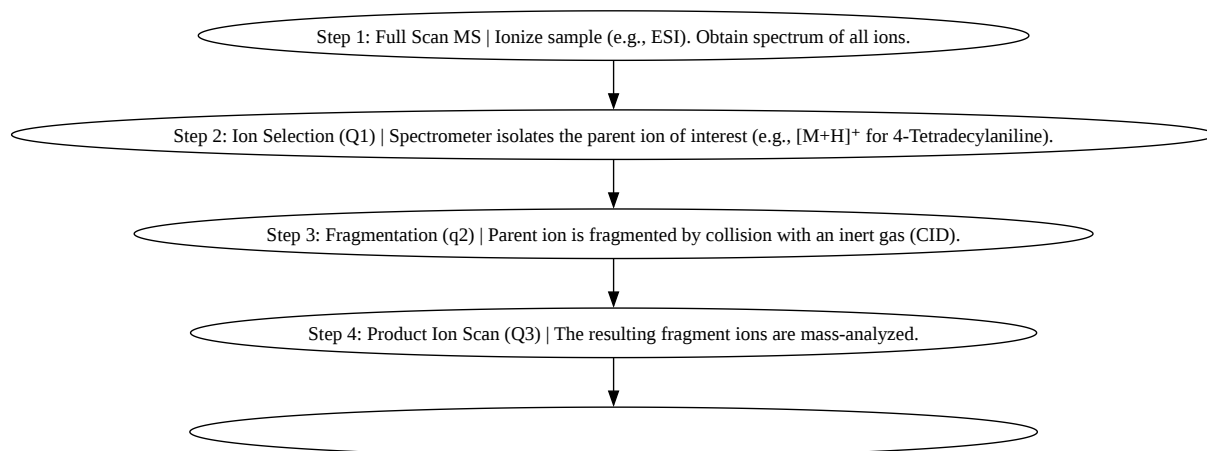 Step 1: Full Scan MS | Ionize sample (e.g., ESI). Obtain spectrum of all ions.
Step 2: Ion Selection (Q1) | Spectrometer isolates the parent ion of interest (e.g., [M+H]⁺ for 4-Tetradecylaniline).
Step 3: Fragmentation (q2) | Parent ion is fragmented by collision with an inert gas (CID).
Step 4: Product Ion Scan (Q3) | The resulting fragment ions are mass-analyzed.